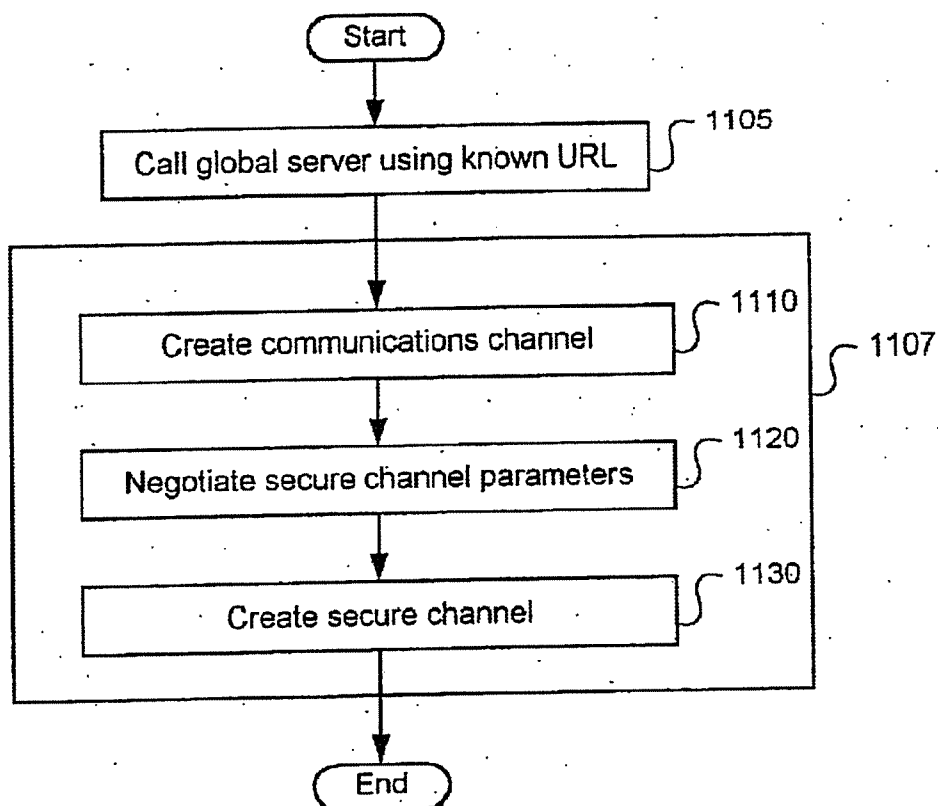 Start
Call global server using known URL
1105
Create communications channel
1110
1107
Negotiate secure channel parameters
1120
Create secure channel
1130
End